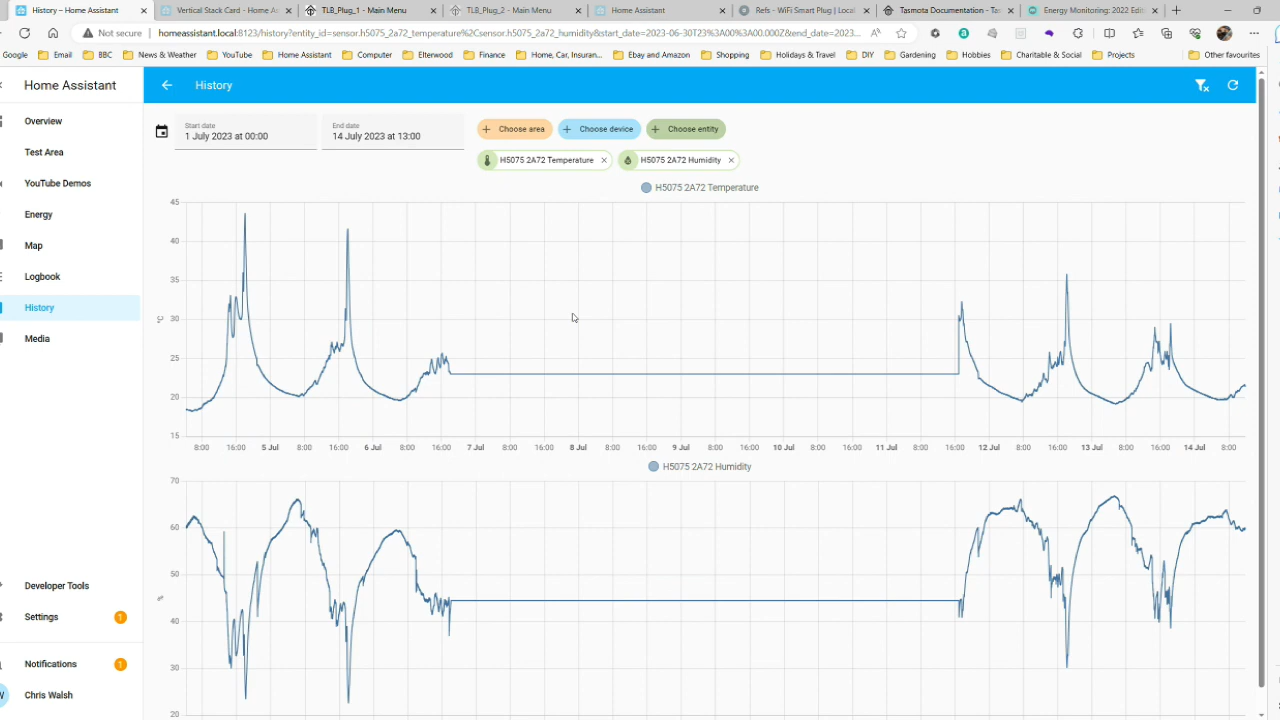 History – Home Assistant
Vertical Stack Card - Home As
TLB_Plug_1 - Main Menu
TLB_Plug_2 - Main Menu
Home Assistant
Refs - WiFi Smart Plug | Local
Tasmota Documentation - Tas
Energy Monitoring: 2022 Editi
Not secure
homeassistant.local:8123/history?entity_id=sensor.h5075_2a72_temperature%2Csensor.h5075_2a72_humidity&start_date=2023-06-30T23%3A00%3A00.000Z&end_date=2023...
Google
Email
BBC
News & Weather
YouTube
Home Assistant
Computer
Elterwood
Finance
Home, Car, Insuran...
Ebay and Amazon
Shopping
Holidays & Travel
DIY
Gardening
Hobbies
Charitable & Social
Projects
Other favourites
Home Assistant
History
Overview
Test Area
YouTube Demos
Energy
Map
Logbook
History
Media
Developer Tools
Settings
1
Notifications
1
W
Chris Walsh
Start date
1 July 2023 at 00:00
End date
14 July 2023 at 13:00
Choose area
Choose device
Choose entity
H5075 2A72 Temperature
H5075 2A72 Humidity
H5075 2A72 Temperature
45
40
35
30
25
20
15
°C
8:00 16:00 5 Jul 8:00 16:00 6 Jul 8:00 16:00 7 Jul 8:00 16:00 8 Jul 8:00 16:00 9 Jul 8:00 16:00 10 Jul 8:00 16:00 11 Jul 8:00 16:00 12 Jul 8:00 16:00 13 Jul 8:00 16:00 14 Jul 8:00
H5075 2A72 Humidity
70
60
50
40
30
20
%